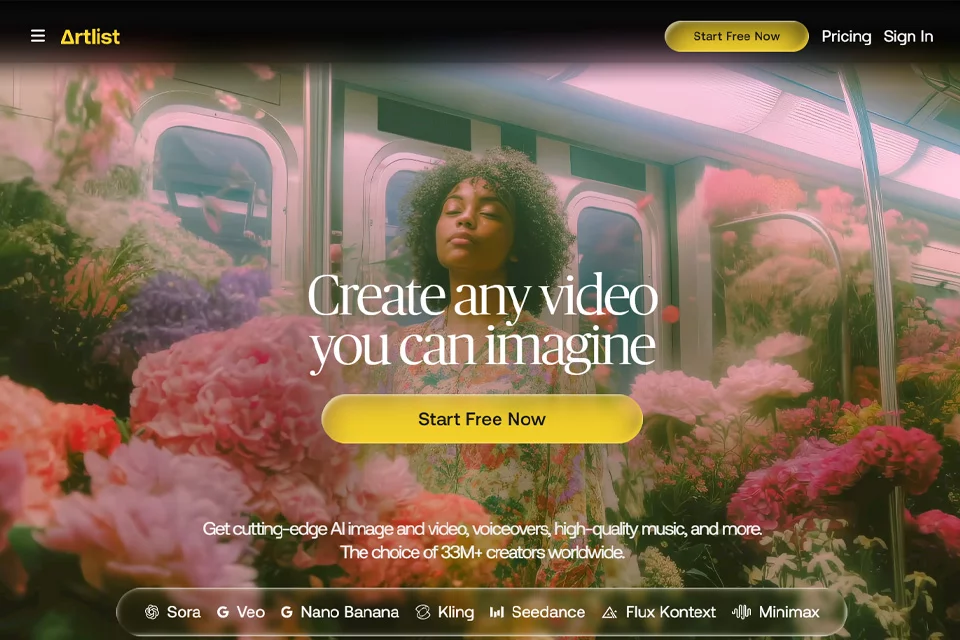 Artlist
Start Free Now
Pricing
Sign In
Create any video
you can imagine
Start Free Now
Get cutting-edge AI image and video, voiceovers, high-quality music, and more.
The choice of 33M+ creators worldwide.
Sora
Veo
Nano Banana
Kling
Seedance
Flux Kontext
Minimax